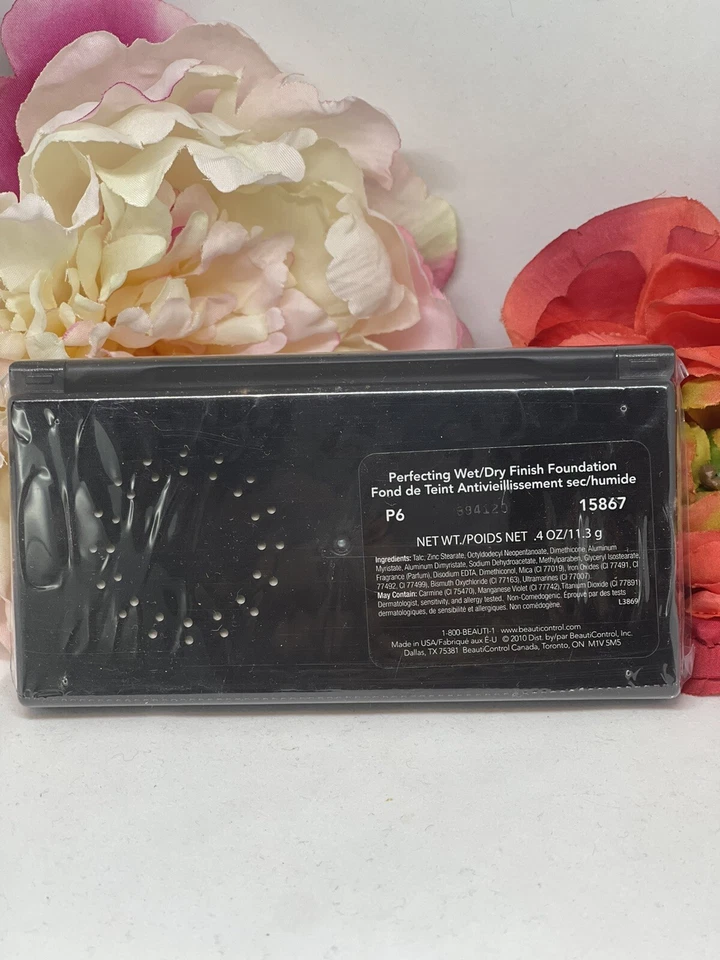 Perfecting Wet/Dry Finish Foundation
Fond de Teint Antivieillissement sec/humide
P6 15867
NET WT./POIDS NET .4 OZ/11.3 g
Ingredients: Talc, Zinc Stearate, Octyldodecyl Neopentanoate, Dimethicone, Aluminum
Myristate, Aluminum Dimyristate, Sodium Dehydroacetate, Methylparaben, Glyceryl Isostearate,
Fragrance (Parfum), Disodium EDTA, Dimethiconol, Mica (CI 77019), Iron Oxides (CI 77491, CI
77492, CI 77499), Bismuth Oxychloride (CI 77163), Ultramarines (CI 77007).
May Contain: Carmine (CI 75470), Manganese Violet (CI 77742), Titanium Dioxide (CI 77891)
Dermatologist, sensitivity, and allergy tested. Non-Comedogenic. Éprouvé par des tests
dermatologiques, de sensibilité et allergiques. Non comédogène. L3869
1-800-BEAUTI-1 www.beauticontrol.com
Made in USA/Fabriqué aux É-U © 2010 Dist. by/par BeautiControl, Inc.
Dallas, TX 75381 BeautiControl Canada, Toronto, ON M1V 5M5